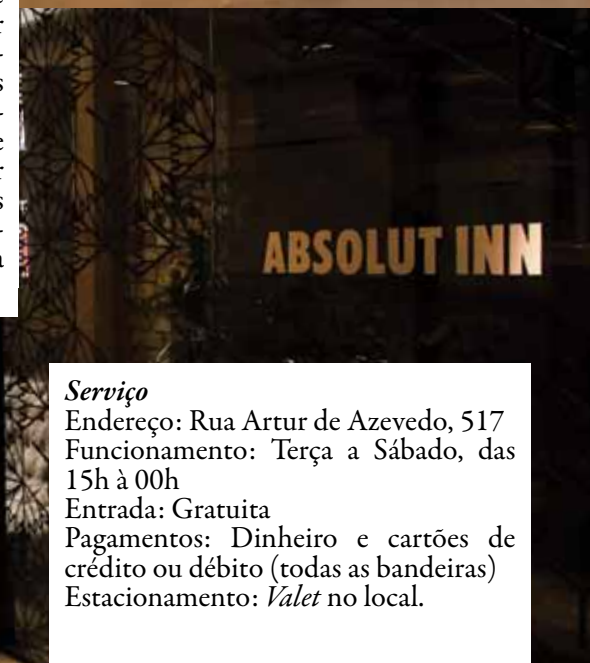 ABSOLUT INN
Serviço
Endereço: Rua Artur de Azevedo, 517
Funcionamento: Terça a Sábado, das
15h à 00h
Entrada: Gratuita
Pagamentos: Dinheiro e cartões de
crédito ou débito (todas as bandeiras)
Estacionamento: Valet no local.